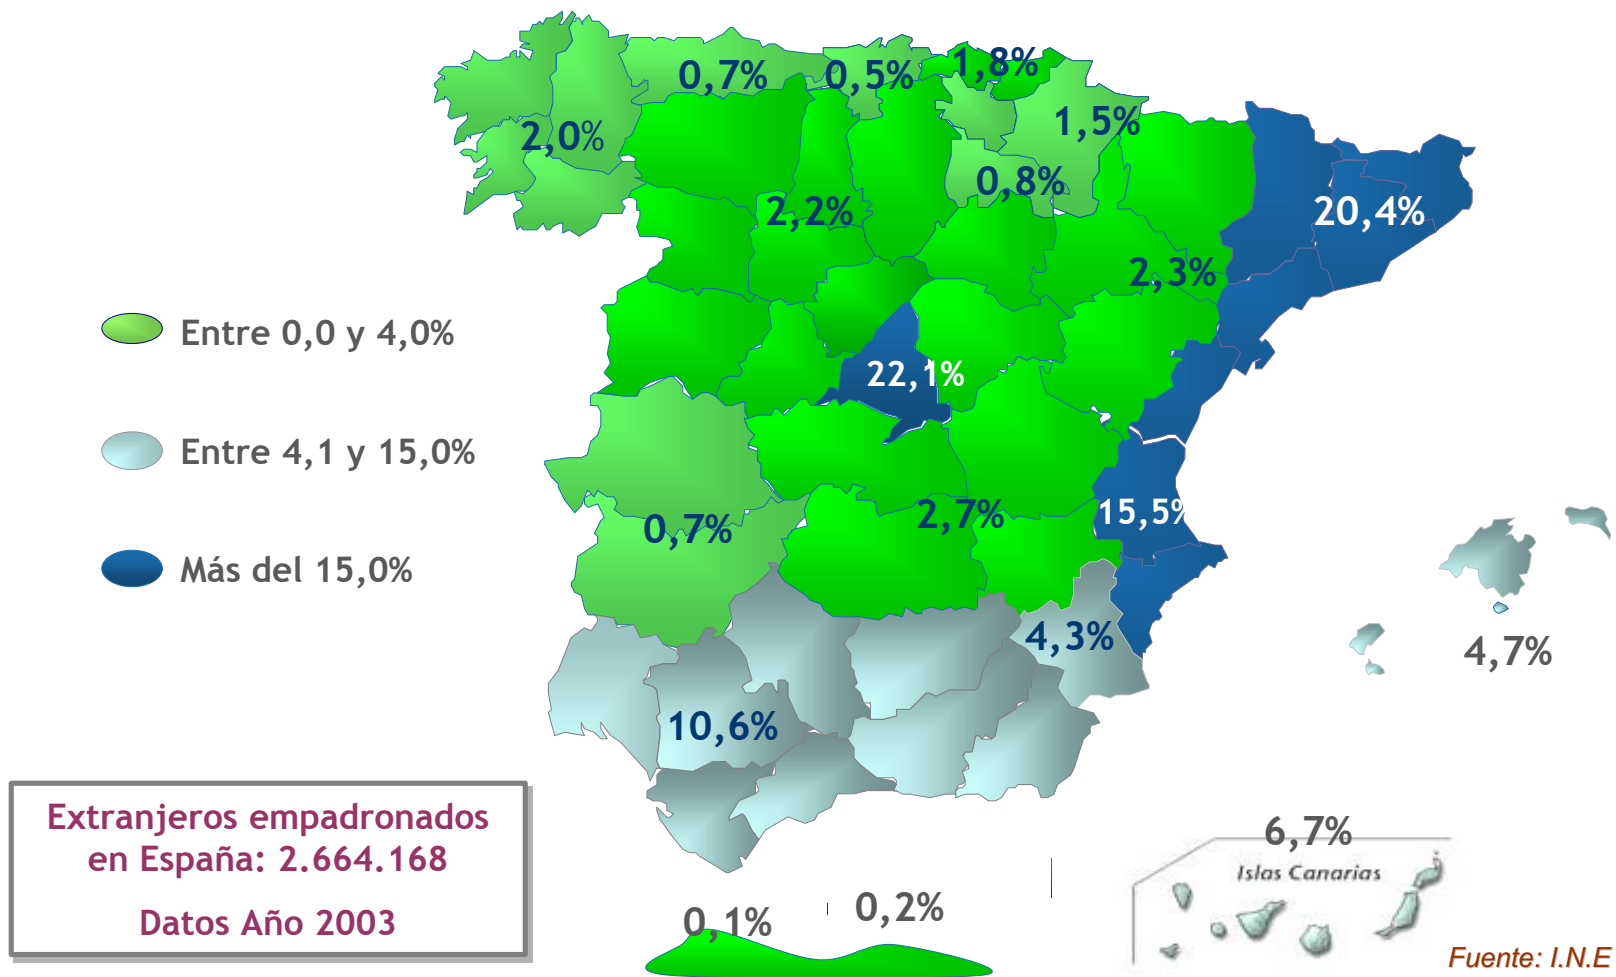 0,7%
0,5%
1,8%
2,0%
1,5%
0,8%
2,2%
20,4%
2,3%
Entre 0,0 y 4,0%
22,1%
Entre 4,1 y 15,0%
0,7%
2,7%
15,5%
Más del 15,0%
4,3%
4,7%
10,6%
Extranjeros empadronados
en España: 2.664.168
Datos Año 2003
6,7%
Islas Canarias
0,1%
0,2%
Fuente: I.N.E